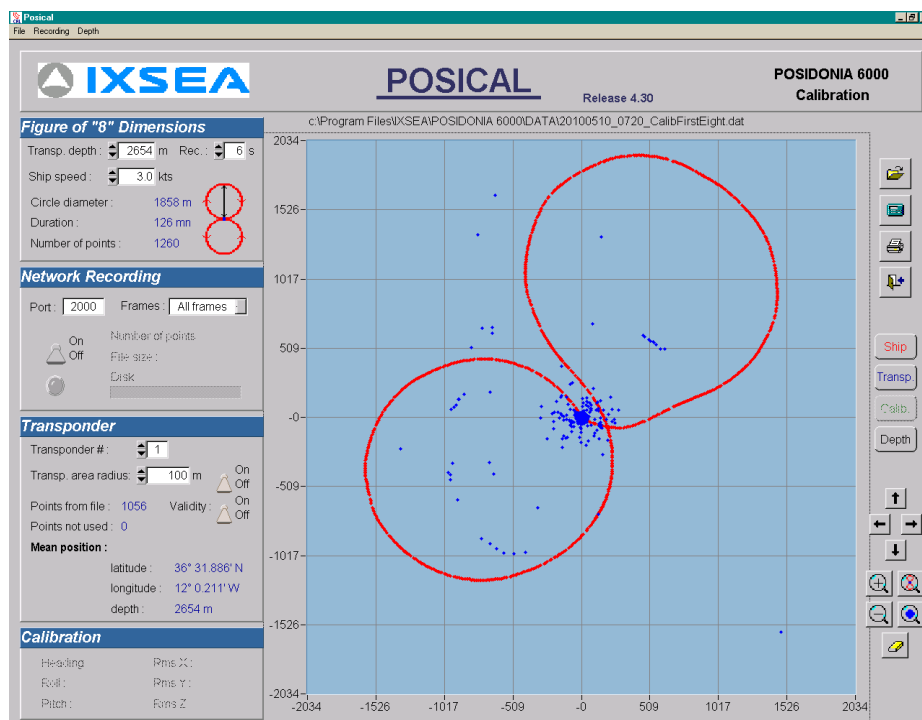 Posical
File Recording Depth
IXSEA
POSICAL
Release 4.30
POSIDONIA 6000
Calibration
Figure of "8" Dimensions
Transp. depth : 2654 m Rec. : 6 s
Ship speed : 3.0 kts
Circle diameter : 1858 m
Duration : 126 mn
Number of points : 1260
Network Recording
Port : 2000 Frames : All frames
On
Off
Number of points
File size :
Disk
Transponder
Transponder # : 1
Transp. area radius: 100 m
On
Off
Points from file : 1056 Validity :
On
Off
Points not used : 0
Mean position :
latitude : 36° 31.886' N
longitude : 12° 0.211' W
depth : 2654 m
Calibration
Heading Rms X :
Roll : Rms Y :
Pitch : Rms Z
c:\Program Files\IXSEA\POSIDONIA 6000\DATA\20100510_0720_CalibFirstEight.dat
2034
1526
1017
509
-0
-509
-1017
-1526
-2034
-2034 -1526 -1017 -509 -0 509 1017 1526 2034
Ship
Transp.
Calib.
Depth